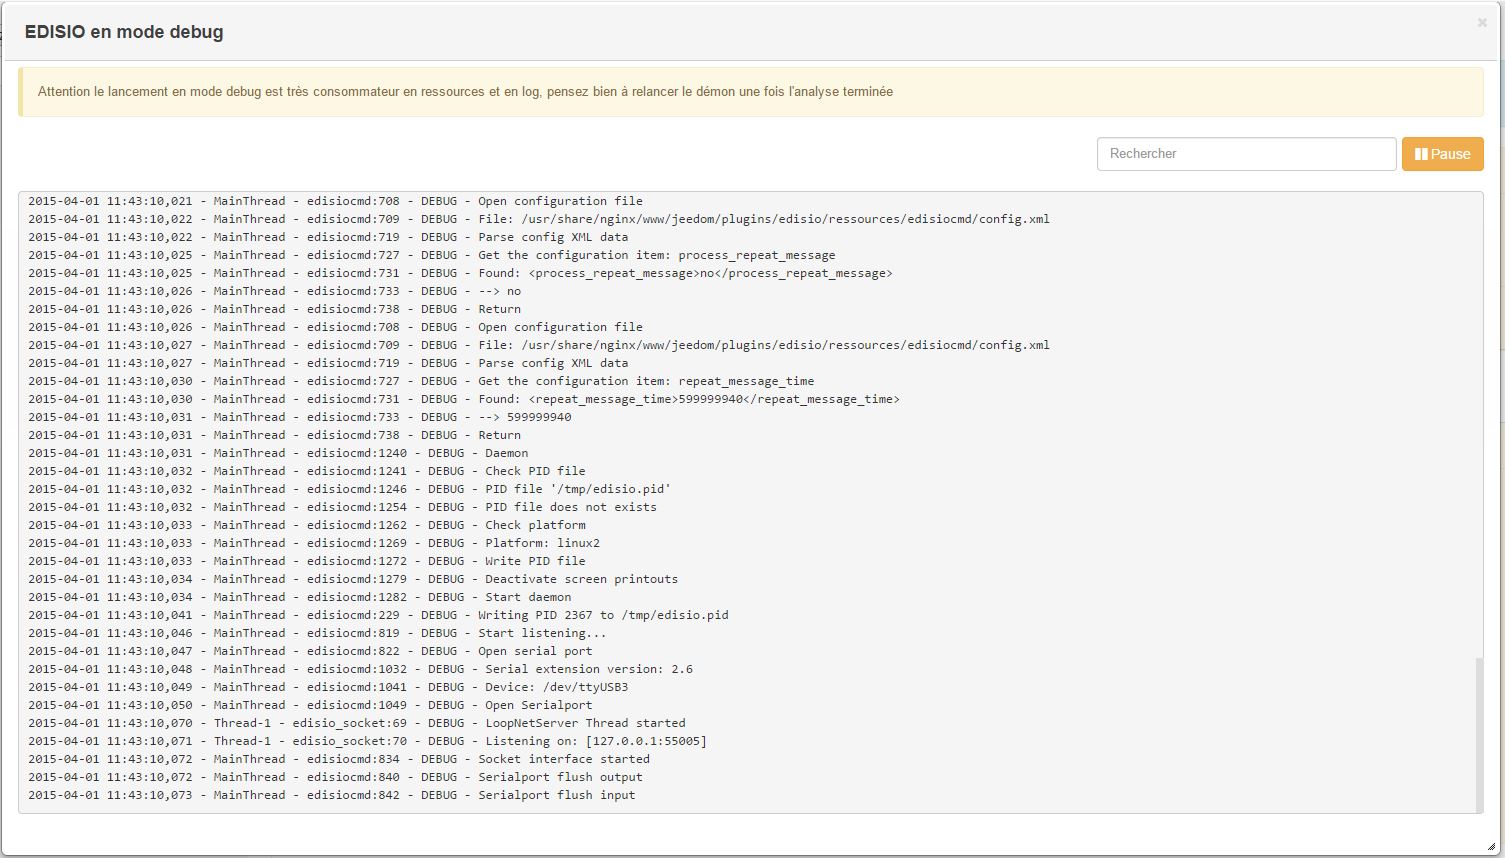 EDISIO en mode debug
×
Attention le lancement en mode debug est très consommateur en ressources et en log, pensez bien à relancer le démon une fois l'analyse terminée
Rechercher
Pause
2015-04-01 11:43:10,021 - MainThread - edisiocmd:708 - DEBUG - Open configuration file
2015-04-01 11:43:10,022 - MainThread - edisiocmd:709 - DEBUG - File: /usr/share/nginx/www/jeedom/plugins/edisio/ressources/edisiocmd/config.xml
2015-04-01 11:43:10,022 - MainThread - edisiocmd:719 - DEBUG - Parse config XML data
2015-04-01 11:43:10,025 - MainThread - edisiocmd:727 - DEBUG - Get the configuration item: process_repeat_message
2015-04-01 11:43:10,025 - MainThread - edisiocmd:731 - DEBUG - Found: <process_repeat_message>no</process_repeat_message>
2015-04-01 11:43:10,026 - MainThread - edisiocmd:733 - DEBUG - --> no
2015-04-01 11:43:10,026 - MainThread - edisiocmd:738 - DEBUG - Return
2015-04-01 11:43:10,026 - MainThread - edisiocmd:708 - DEBUG - Open configuration file
2015-04-01 11:43:10,027 - MainThread - edisiocmd:709 - DEBUG - File: /usr/share/nginx/www/jeedom/plugins/edisio/ressources/edisiocmd/config.xml
2015-04-01 11:43:10,027 - MainThread - edisiocmd:719 - DEBUG - Parse config XML data
2015-04-01 11:43:10,030 - MainThread - edisiocmd:727 - DEBUG - Get the configuration item: repeat_message_time
2015-04-01 11:43:10,030 - MainThread - edisiocmd:731 - DEBUG - Found: <repeat_message_time>599999940</repeat_message_time>
2015-04-01 11:43:10,031 - MainThread - edisiocmd:733 - DEBUG - --> 599999940
2015-04-01 11:43:10,031 - MainThread - edisiocmd:738 - DEBUG - Return
2015-04-01 11:43:10,031 - MainThread - edisiocmd:1240 - DEBUG - Daemon
2015-04-01 11:43:10,032 - MainThread - edisiocmd:1241 - DEBUG - Check PID file
2015-04-01 11:43:10,032 - MainThread - edisiocmd:1246 - DEBUG - PID file '/tmp/edisio.pid'
2015-04-01 11:43:10,032 - MainThread - edisiocmd:1254 - DEBUG - PID file does not exists
2015-04-01 11:43:10,033 - MainThread - edisiocmd:1262 - DEBUG - Check platform
2015-04-01 11:43:10,033 - MainThread - edisiocmd:1269 - DEBUG - Platform: linux2
2015-04-01 11:43:10,033 - MainThread - edisiocmd:1272 - DEBUG - Write PID file
2015-04-01 11:43:10,034 - MainThread - edisiocmd:1279 - DEBUG - Deactivate screen printouts
2015-04-01 11:43:10,034 - MainThread - edisiocmd:1282 - DEBUG - Start daemon
2015-04-01 11:43:10,041 - MainThread - edisiocmd:229 - DEBUG - Writing PID 2367 to /tmp/edisio.pid
2015-04-01 11:43:10,046 - MainThread - edisiocmd:819 - DEBUG - Start listening...
2015-04-01 11:43:10,047 - MainThread - edisiocmd:822 - DEBUG - Open serial port
2015-04-01 11:43:10,048 - MainThread - edisiocmd:1032 - DEBUG - Serial extension version: 2.6
2015-04-01 11:43:10,049 - MainThread - edisiocmd:1041 - DEBUG - Device: /dev/ttyUSB3
2015-04-01 11:43:10,050 - MainThread - edisiocmd:1049 - DEBUG - Open Serialport
2015-04-01 11:43:10,070 - Thread-1 - edisio_socket:69 - DEBUG - LoopNetServer Thread started
2015-04-01 11:43:10,071 - Thread-1 - edisio_socket:70 - DEBUG - Listening on: [127.0.0.1:55005]
2015-04-01 11:43:10,072 - MainThread - edisiocmd:834 - DEBUG - Socket interface started
2015-04-01 11:43:10,072 - MainThread - edisiocmd:840 - DEBUG - Serialport flush output
2015-04-01 11:43:10,073 - MainThread - edisiocmd:842 - DEBUG - Serialport flush input